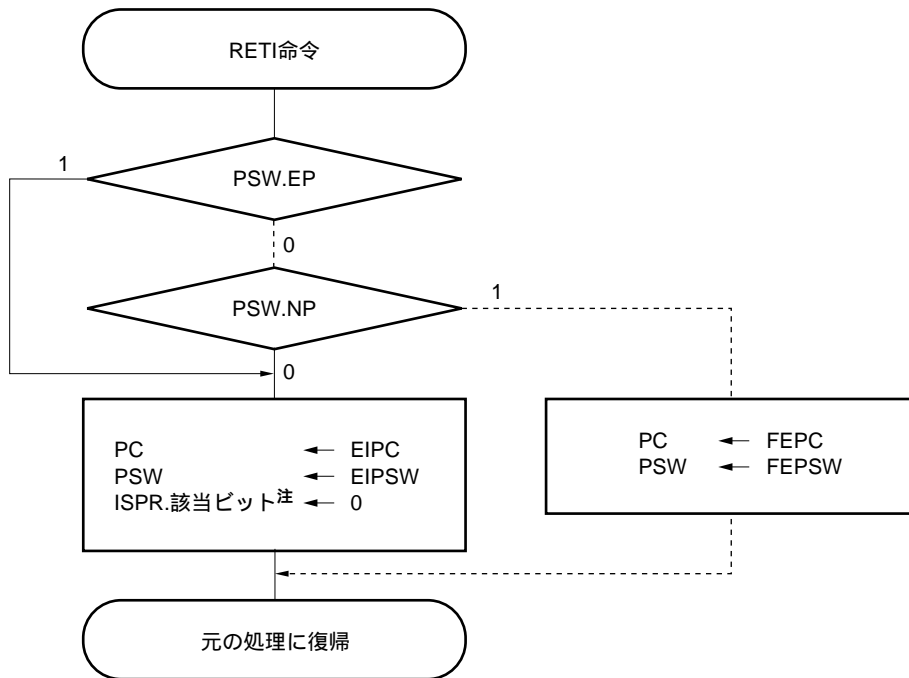 RETI命令
1
PSW.EP
0
PSW.NP
1
0
PC ← EIPC
PSW ← EIPSW
ISPR.該当ビット注 ← 0
PC ← FEPC
PSW ← FEPSW
元の処理に復帰